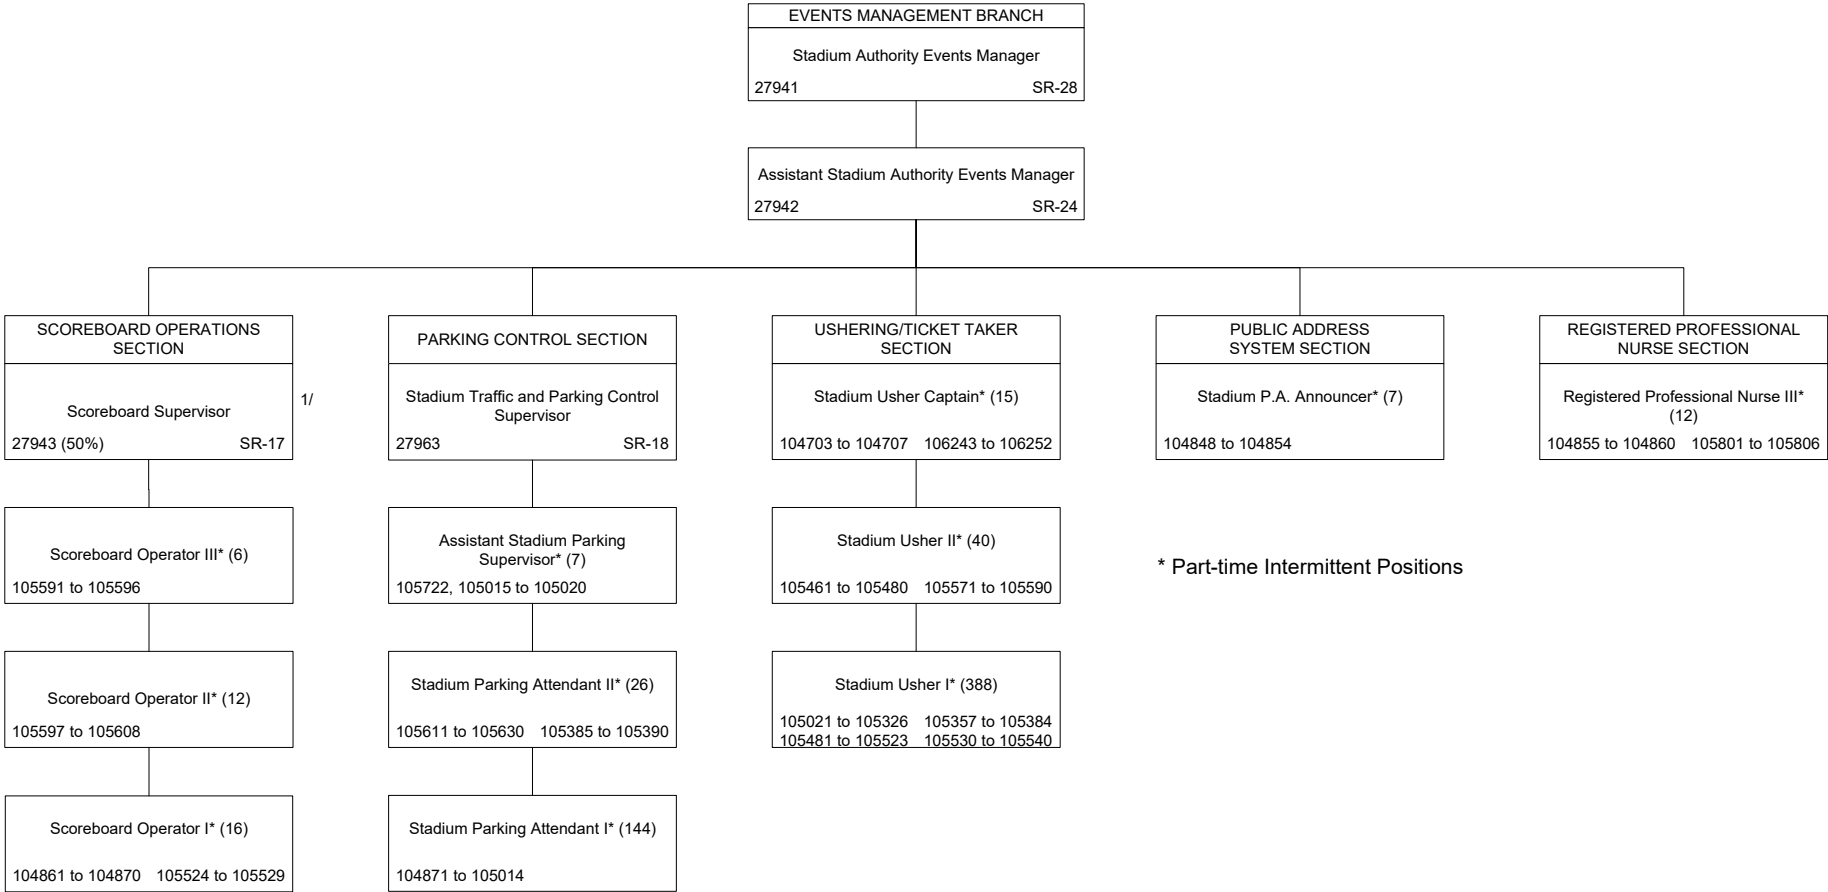 EVENTS MANAGEMENT BRANCH
Stadium Authority Events Manager
27941 SR-28
Assistant Stadium Authority Events Manager
27942 SR-24
SCOREBOARD OPERATIONS
SECTION
Scoreboard Supervisor
27943 (50%) SR-17
1/
Scoreboard Operator III* (6)
105591 to 105596
Scoreboard Operator II* (12)
105597 to 105608
Scoreboard Operator I* (16)
104861 to 104870 105524 to 105529
PARKING CONTROL SECTION
Stadium Traffic and Parking Control
Supervisor
27963 SR-18
Assistant Stadium Parking
Supervisor* (7)
105722, 105015 to 105020
Stadium Parking Attendant II* (26)
105611 to 105630 105385 to 105390
Stadium Parking Attendant I* (144)
104871 to 105014
USHERING/TICKET TAKER
SECTION
Stadium Usher Captain* (15)
104703 to 104707 106243 to 106252
Stadium Usher II* (40)
105461 to 105480 105571 to 105590
Stadium Usher I* (388)
105021 to 105326 105357 to 105384
105481 to 105523 105530 to 105540
PUBLIC ADDRESS
SYSTEM SECTION
Stadium P.A. Announcer* (7)
104848 to 104854
REGISTERED PROFESSIONAL
NURSE SECTION
Registered Professional Nurse III*
(12)
104855 to 104860 105801 to 105806
* Part-time Intermittent Positions